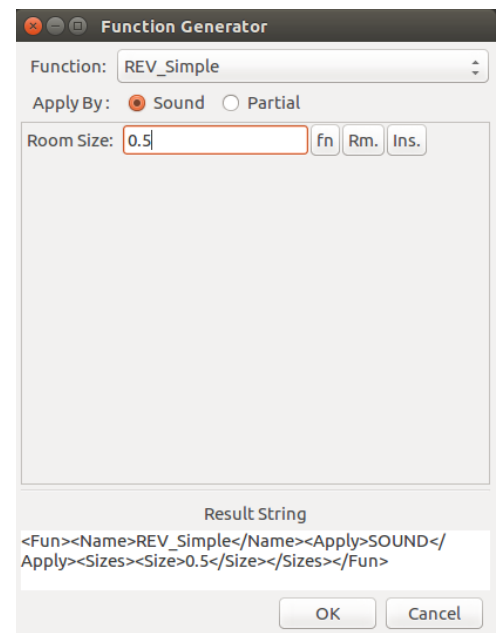 Function Generator
Function: REV_Simple
Apply By: Sound Partial
Room Size: 0.5 fn Rm. Ins.
Result String
<Fun><Name>REV_Simple</Name><Apply>SOUND</
Apply><Sizes><Size>0.5</Size></Sizes></Fun>
OK Cancel